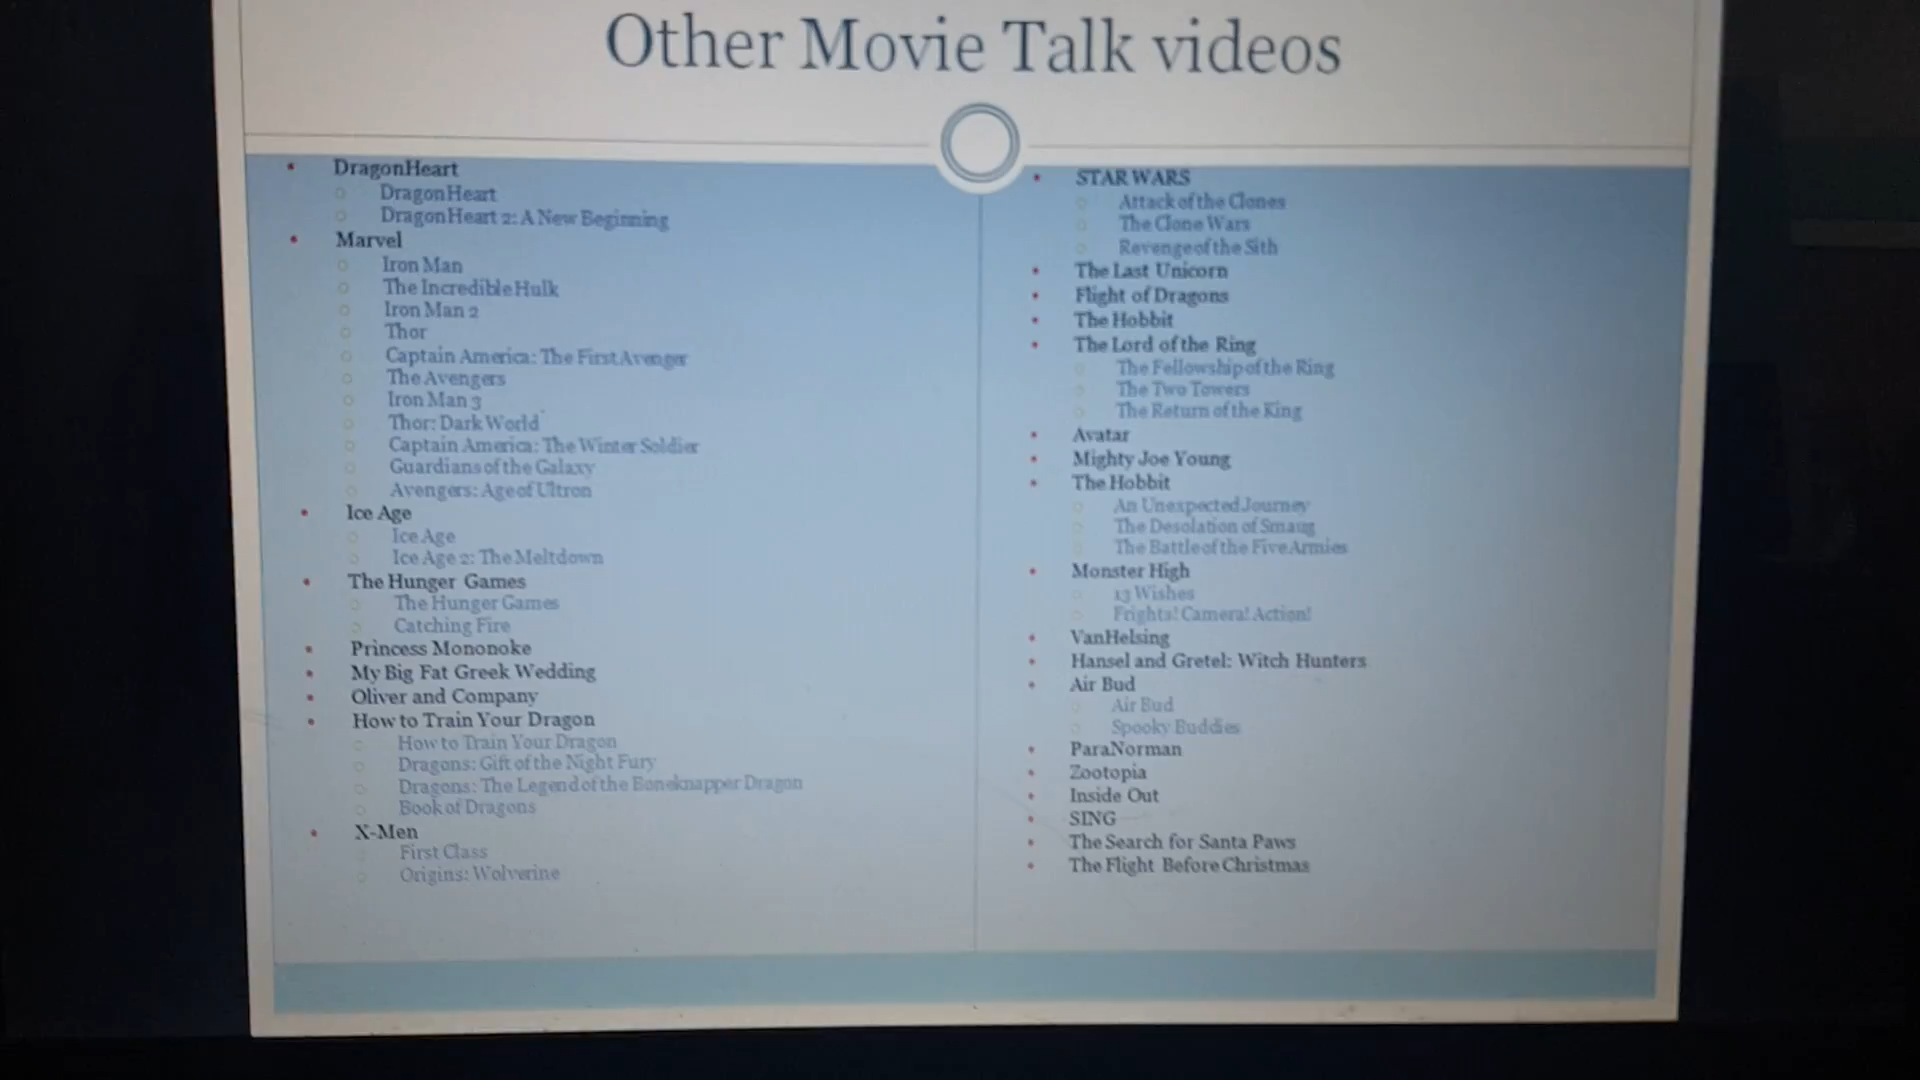 Other Movie Talk videos
DragonHeart
DragonHeart
DragonHeart 2: A New Beginning
Marvel
Iron Man
The Incredible Hulk
Iron Man 2
Thor
Captain America: The First Avenger
The Avengers
Iron Man 3
Thor: Dark World
Captain America: The Winter Soldier
Guardians of the Galaxy
Avengers: Age of Ultron
Ice Age
Ice Age
Ice Age 2: The Meltdown
The Hunger Games
The Hunger Games
Catching Fire
Princess Mononoke
My Big Fat Greek Wedding
Oliver and Company
How to Train Your Dragon
How to Train Your Dragon
Dragons: Gift of the Night Fury
Dragons: The Legend of the Boneknapper Dragon
Book of Dragons
X-Men
First Class
Origins: Wolverine
STAR WARS
Attack of the Clones
The Clone Wars
Revenge of the Sith
The Last Unicorn
Flight of Dragons
The Hobbit
The Lord of the Ring
The Fellowship of the Ring
The Two Towers
The Return of the King
Avatar
Mighty Joe Young
The Hobbit
An Unexpected Journey
The Desolation of Smaug
The Battle of the Five Armies
Monster High
13 Wishes
Frights! Camera! Action!
VanHelsing
Hansel and Gretel: Witch Hunters
Air Bud
Air Bud
Spooky Buddies
ParaNorman
Zootopia
Inside Out
SING
The Search for Santa Paws
The Flight Before Christmas